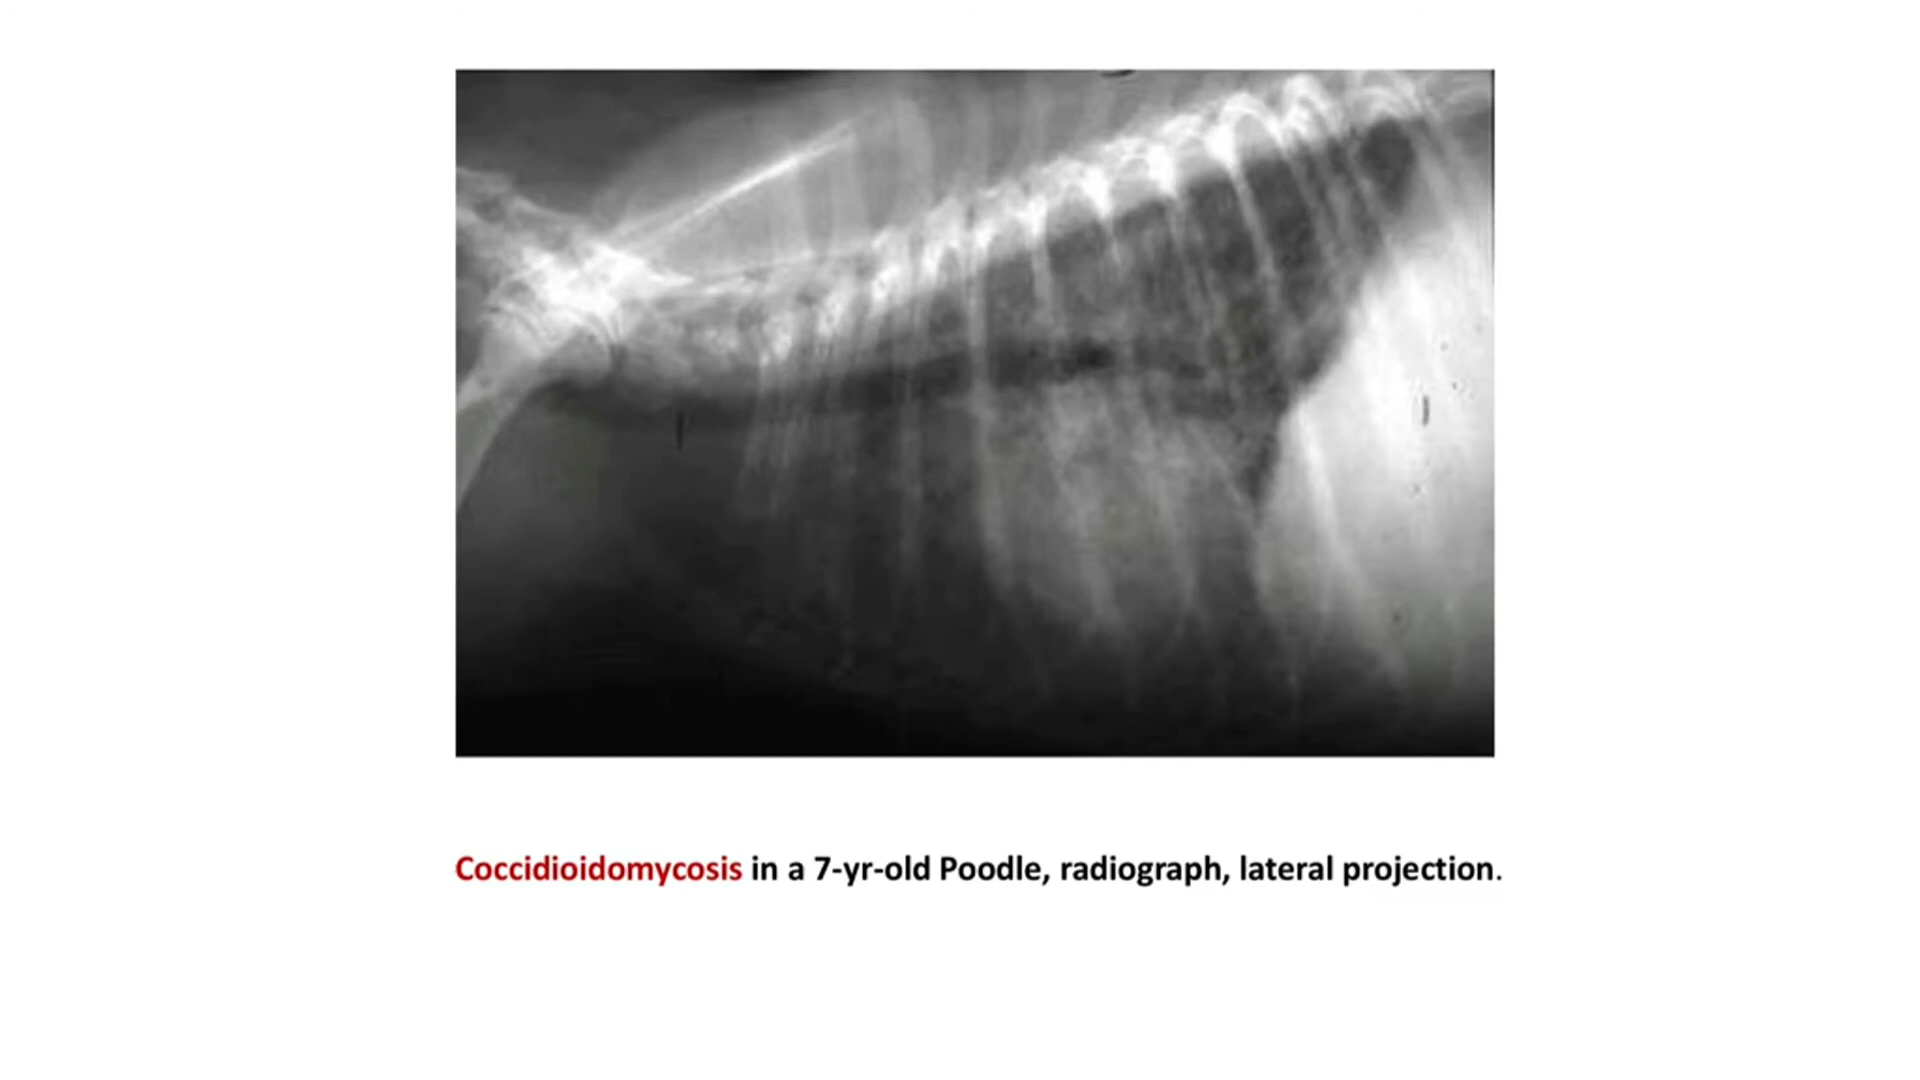 Coccidioidomycosis in a 7-yr-old Poodle, radiograph, lateral projection.